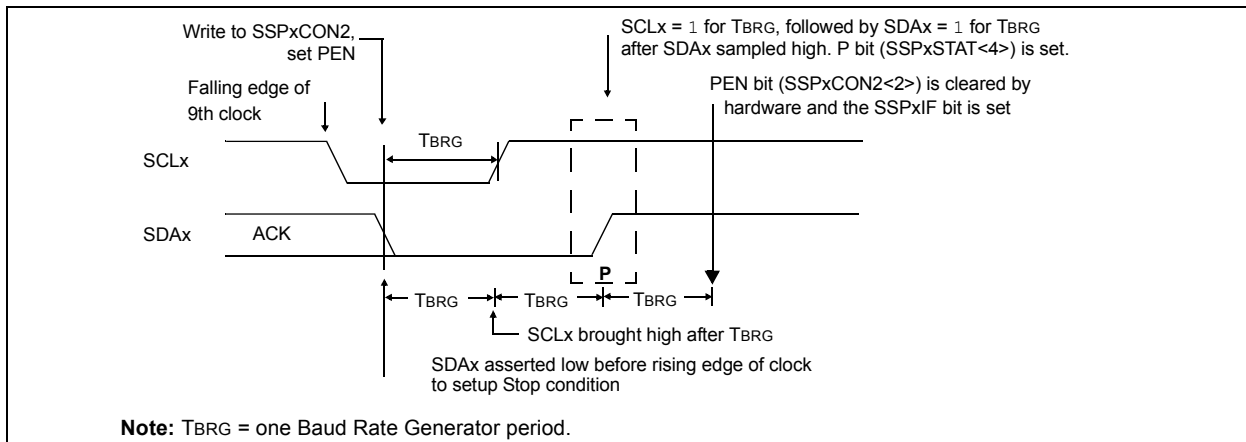 Write to SSPxCON2,
set PEN
SCLx = 1 for TBRG, followed by SDAx = 1 for TBRG
after SDAx sampled high. P bit (SSPxSTAT<4>) is set.
Falling edge of
9th clock
PEN bit (SSPxCON2<2>) is cleared by
hardware and the SSPxIF bit is set
TBRG
SCLx
SDAx
ACK
P
TBRG
TBRG
TBRG
SCLx brought high after TBRG
SDAx asserted low before rising edge of clock
to setup Stop condition
Note: TBRG = one Baud Rate Generator period.